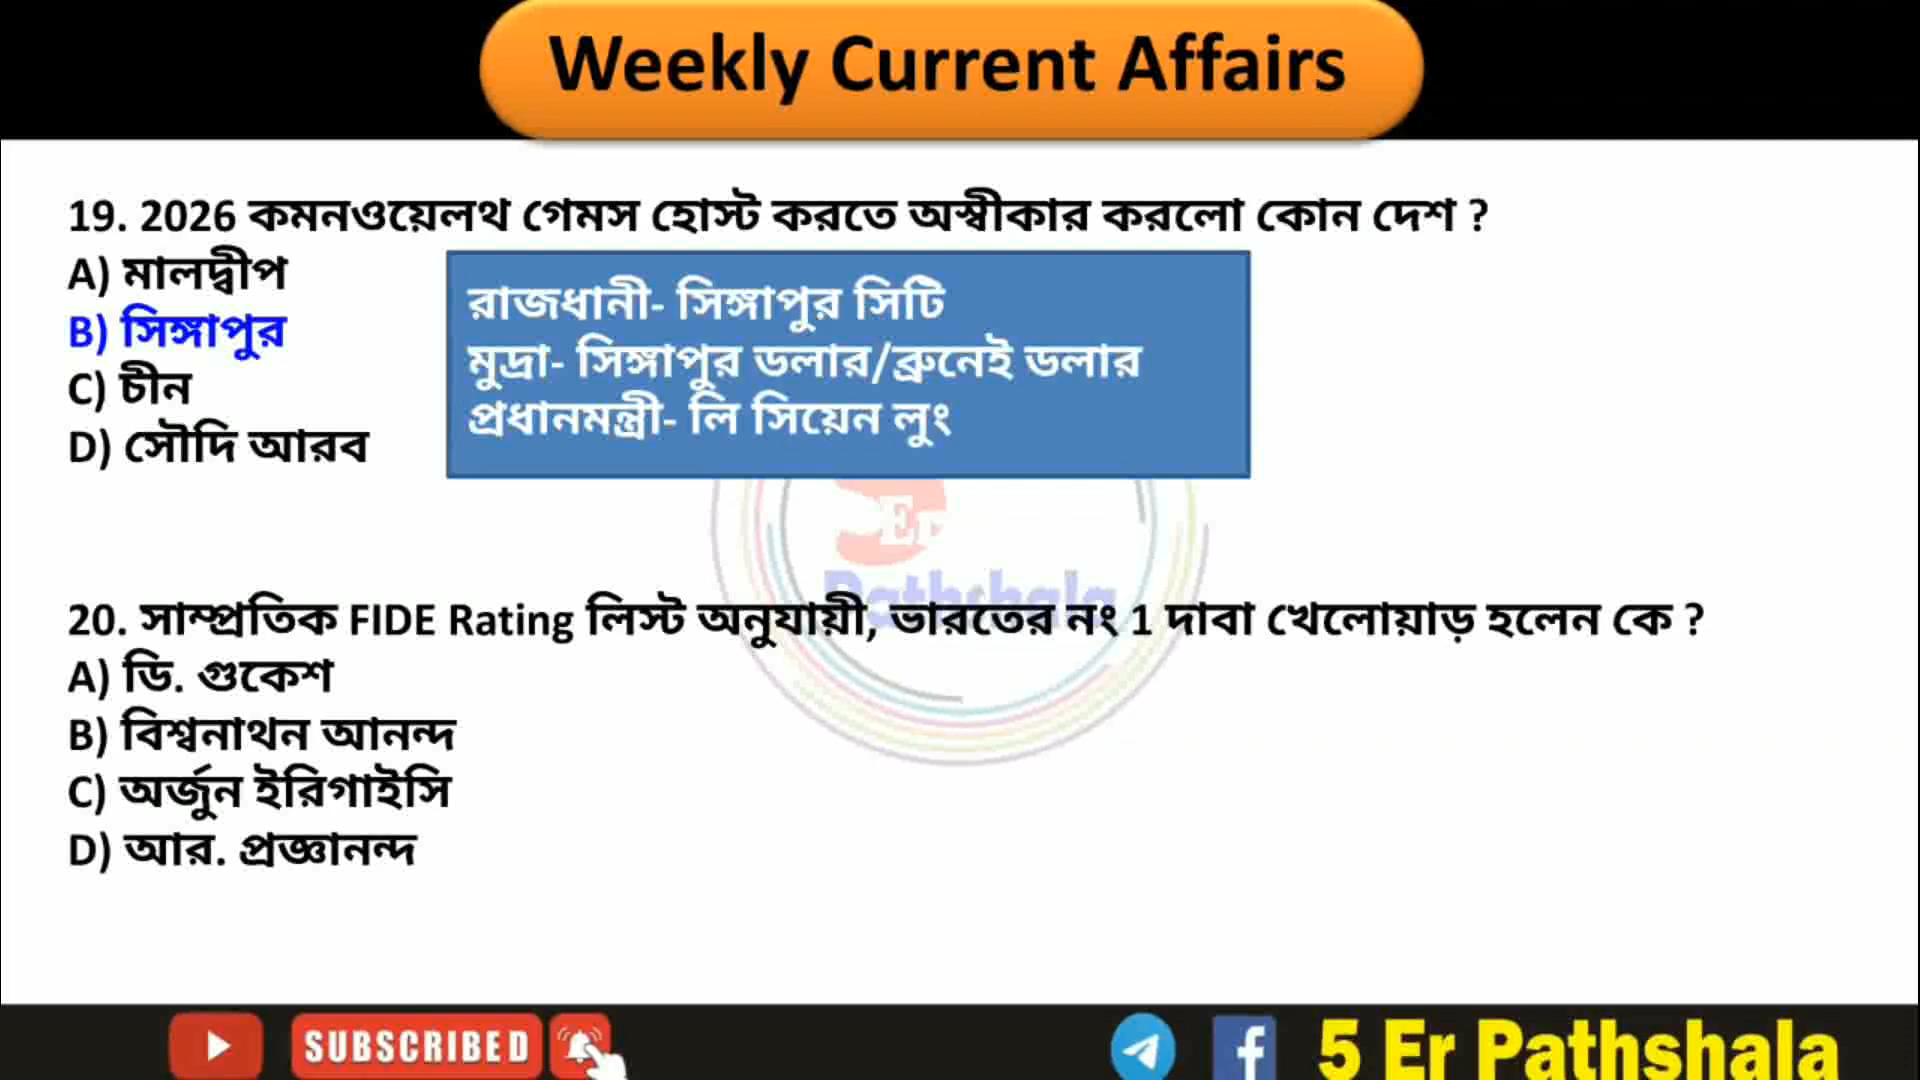 Weekly Current Affairs
19. 2026 কমনওয়েলথ গেমস হোস্ট করতে অস্বীকার করলো কোন দেশ ?
A) মালদ্বীপ
B) সিঙ্গাপুর
C) চীন
D) সৌদি আরব
রাজধানী- সিঙ্গাপুর সিটি
মুদ্রা- সিঙ্গাপুর ডলার/ব্রুনেই ডলার
প্রধানমন্ত্রী- লি সিয়েন লুং
Er
Pathshala
20. সাম্প্রতিক FIDE Rating লিস্ট অনুযায়ী, ভারতের নং 1 দাবা খেলোয়াড় হলেন কে ?
A) ডি. গুকেশ
B) বিশ্বনাথন আনন্দ
C) অর্জুন ইরিগাইসি
D) আর. প্রজ্ঞানন্দ
SUBSCRIBED
5 Er Pathshala